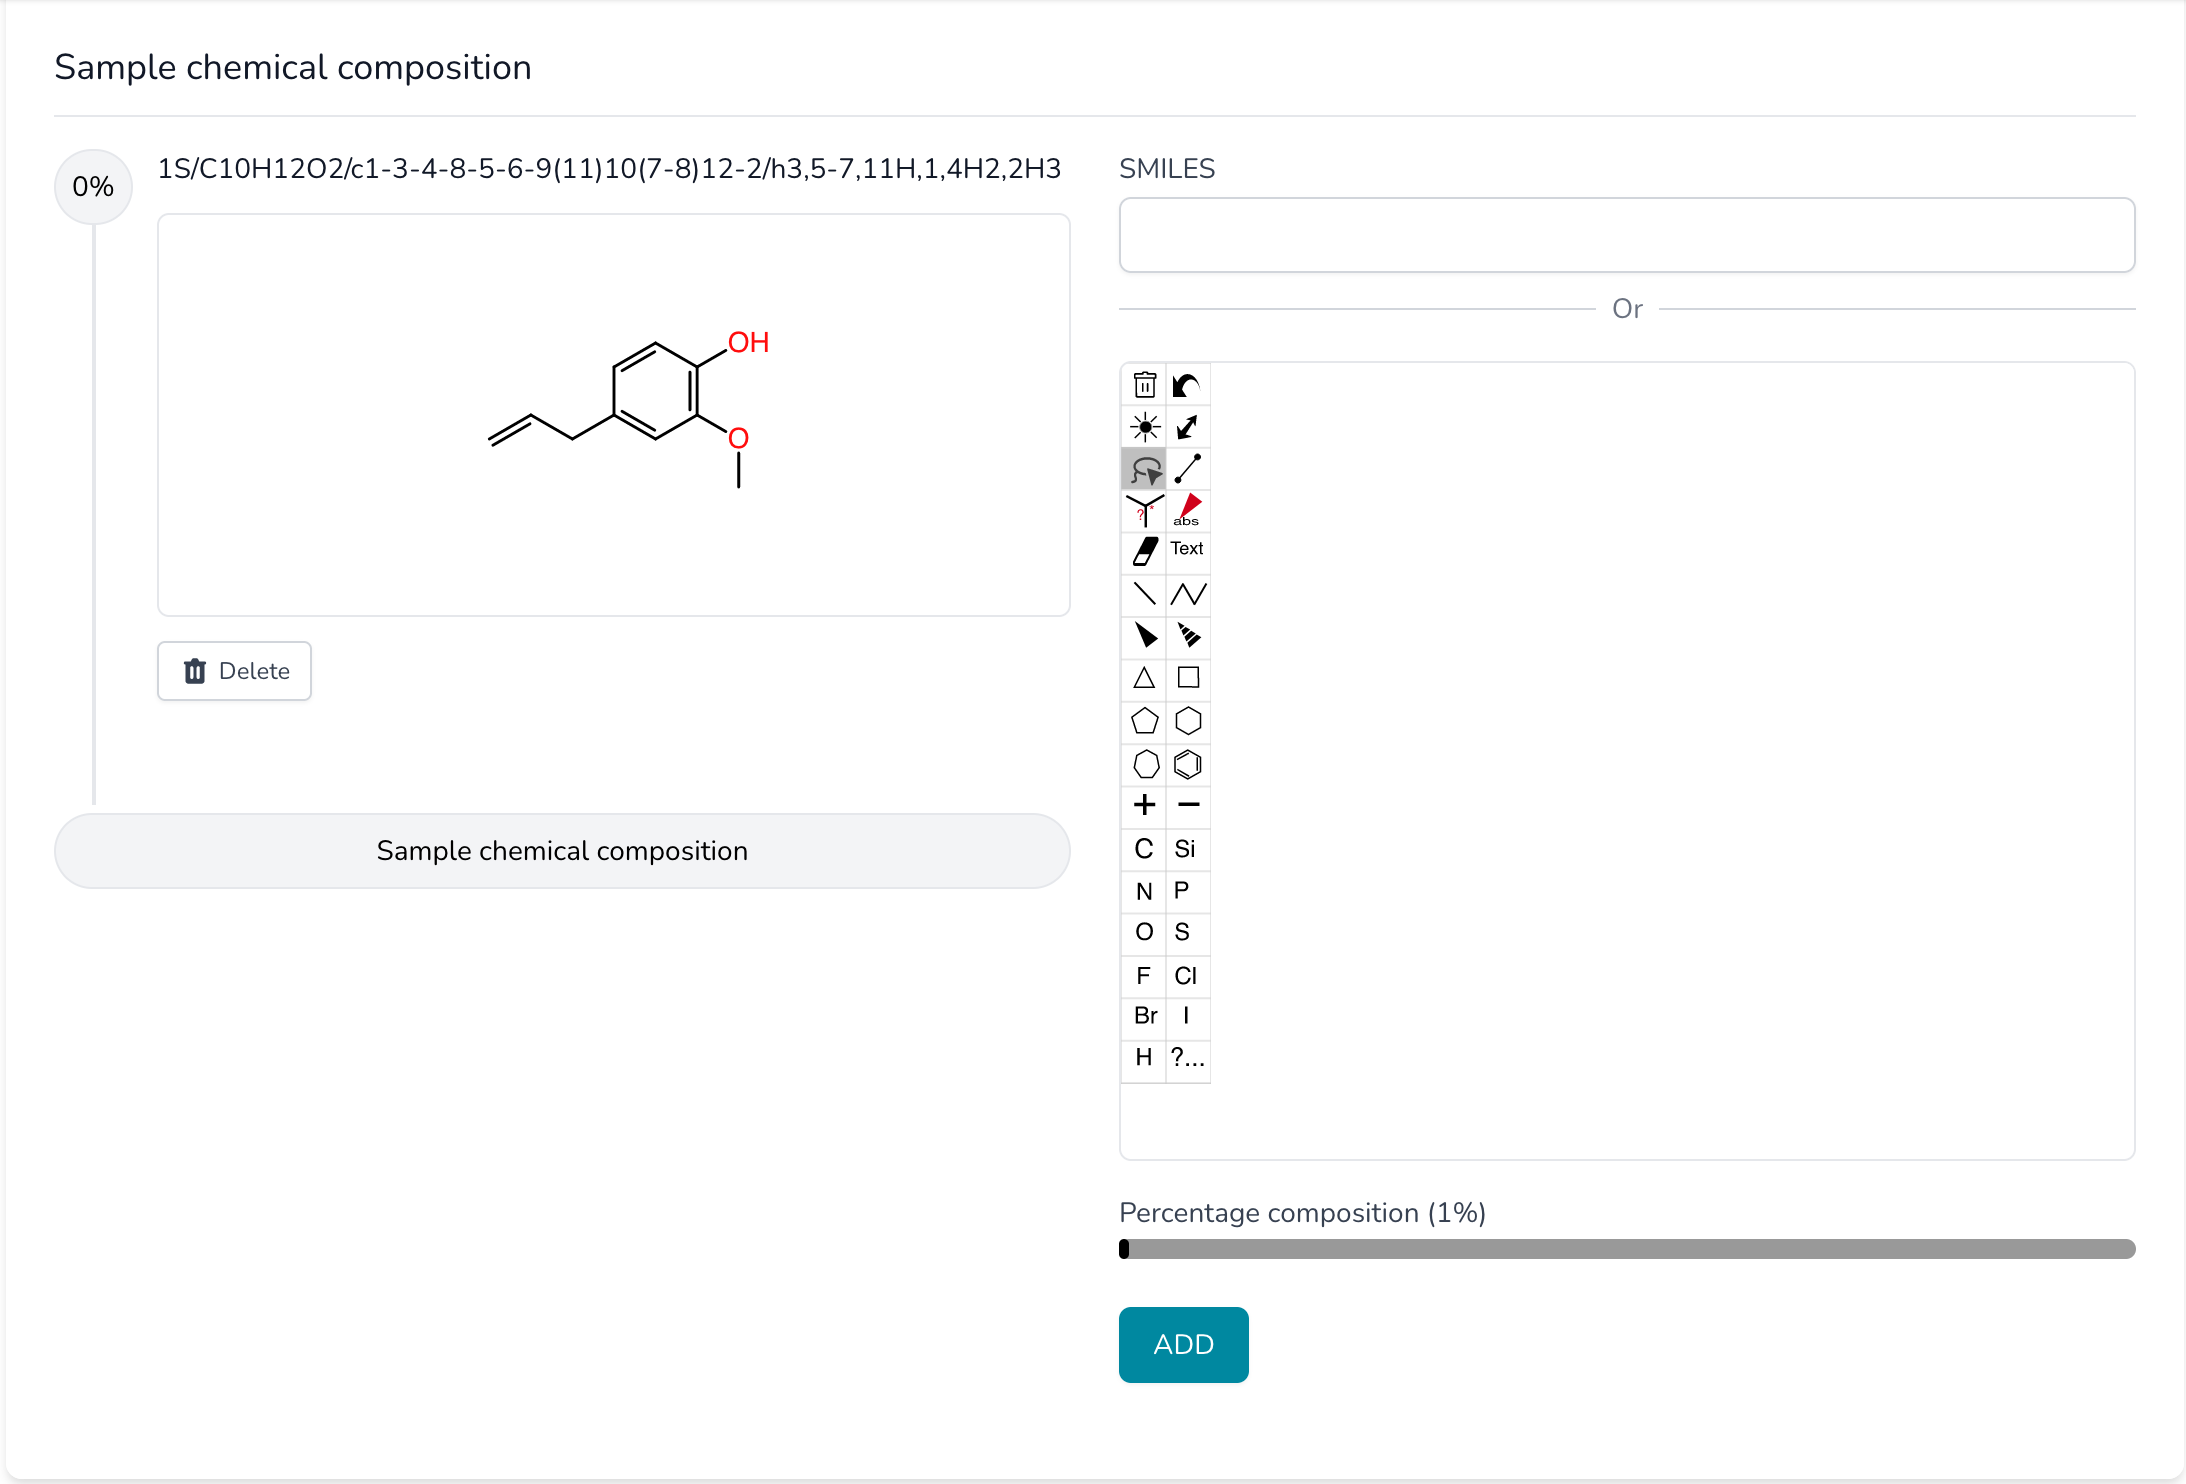 Sample chemical composition
0%
1S/C10H12O2/c1-3-4-8-5-6-9(11)10(7-8)12-2/h3,5-7,11H,1,4H2,2H3
OH
O
Delete
Sample chemical composition
SMILES
Or
?*
abs
Text
C Si
N P
O S
F Cl
Br I
H ?...
Percentage composition (1%)
ADD